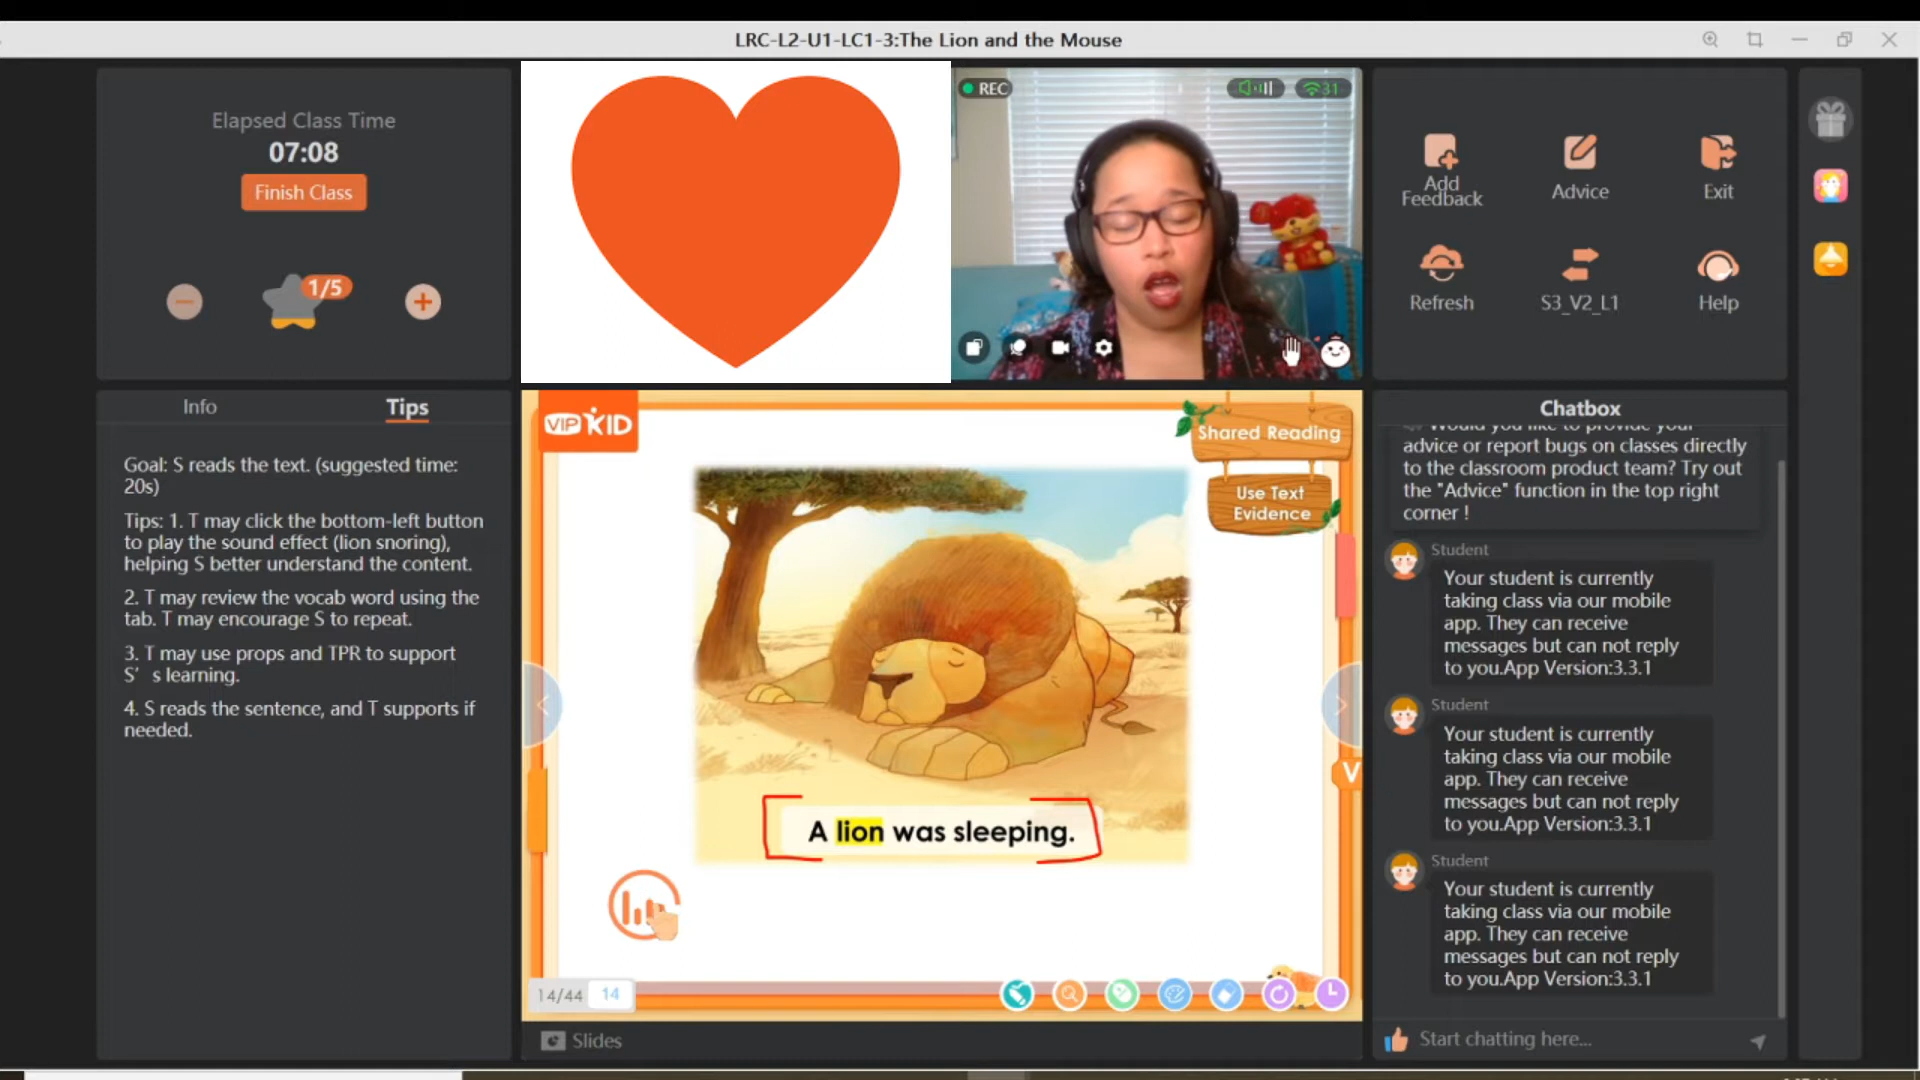 LRC-L2-U1-LC1-3:The Lion and the Mouse
Elapsed Class Time
07:08
Finish Class
1/5
REC
31
Add
Feedback
Advice
Exit
Refresh
S3_V2_L1
Help
Info
Tips
Goal: S reads the text. (suggested time:
20s)
Tips: 1. T may click the bottom-left button
to play the sound effect (lion snoring),
helping S better understand the content.
2. T may review the vocab word using the
tab. T may encourage S to repeat.
3. T may use props and TPR to support
S' s learning.
4. S reads the sentence, and T supports if
needed.
VIPKID
Shared Reading
Use Text
Evidence
A lion was sleeping.
V
14/44
14
Slides
Chatbox
Would you like to provide your
advice or report bugs on classes directly
to the classroom product team? Try out
the "Advice" function in the top right
corner !
Student
Your student is currently
taking class via our mobile
app. They can receive
messages but can not reply
to you.App Version:3.3.1
Student
Your student is currently
taking class via our mobile
app. They can receive
messages but can not reply
to you.App Version:3.3.1
Student
Your student is currently
taking class via our mobile
app. They can receive
messages but can not reply
to you.App Version:3.3.1
Start chatting here...